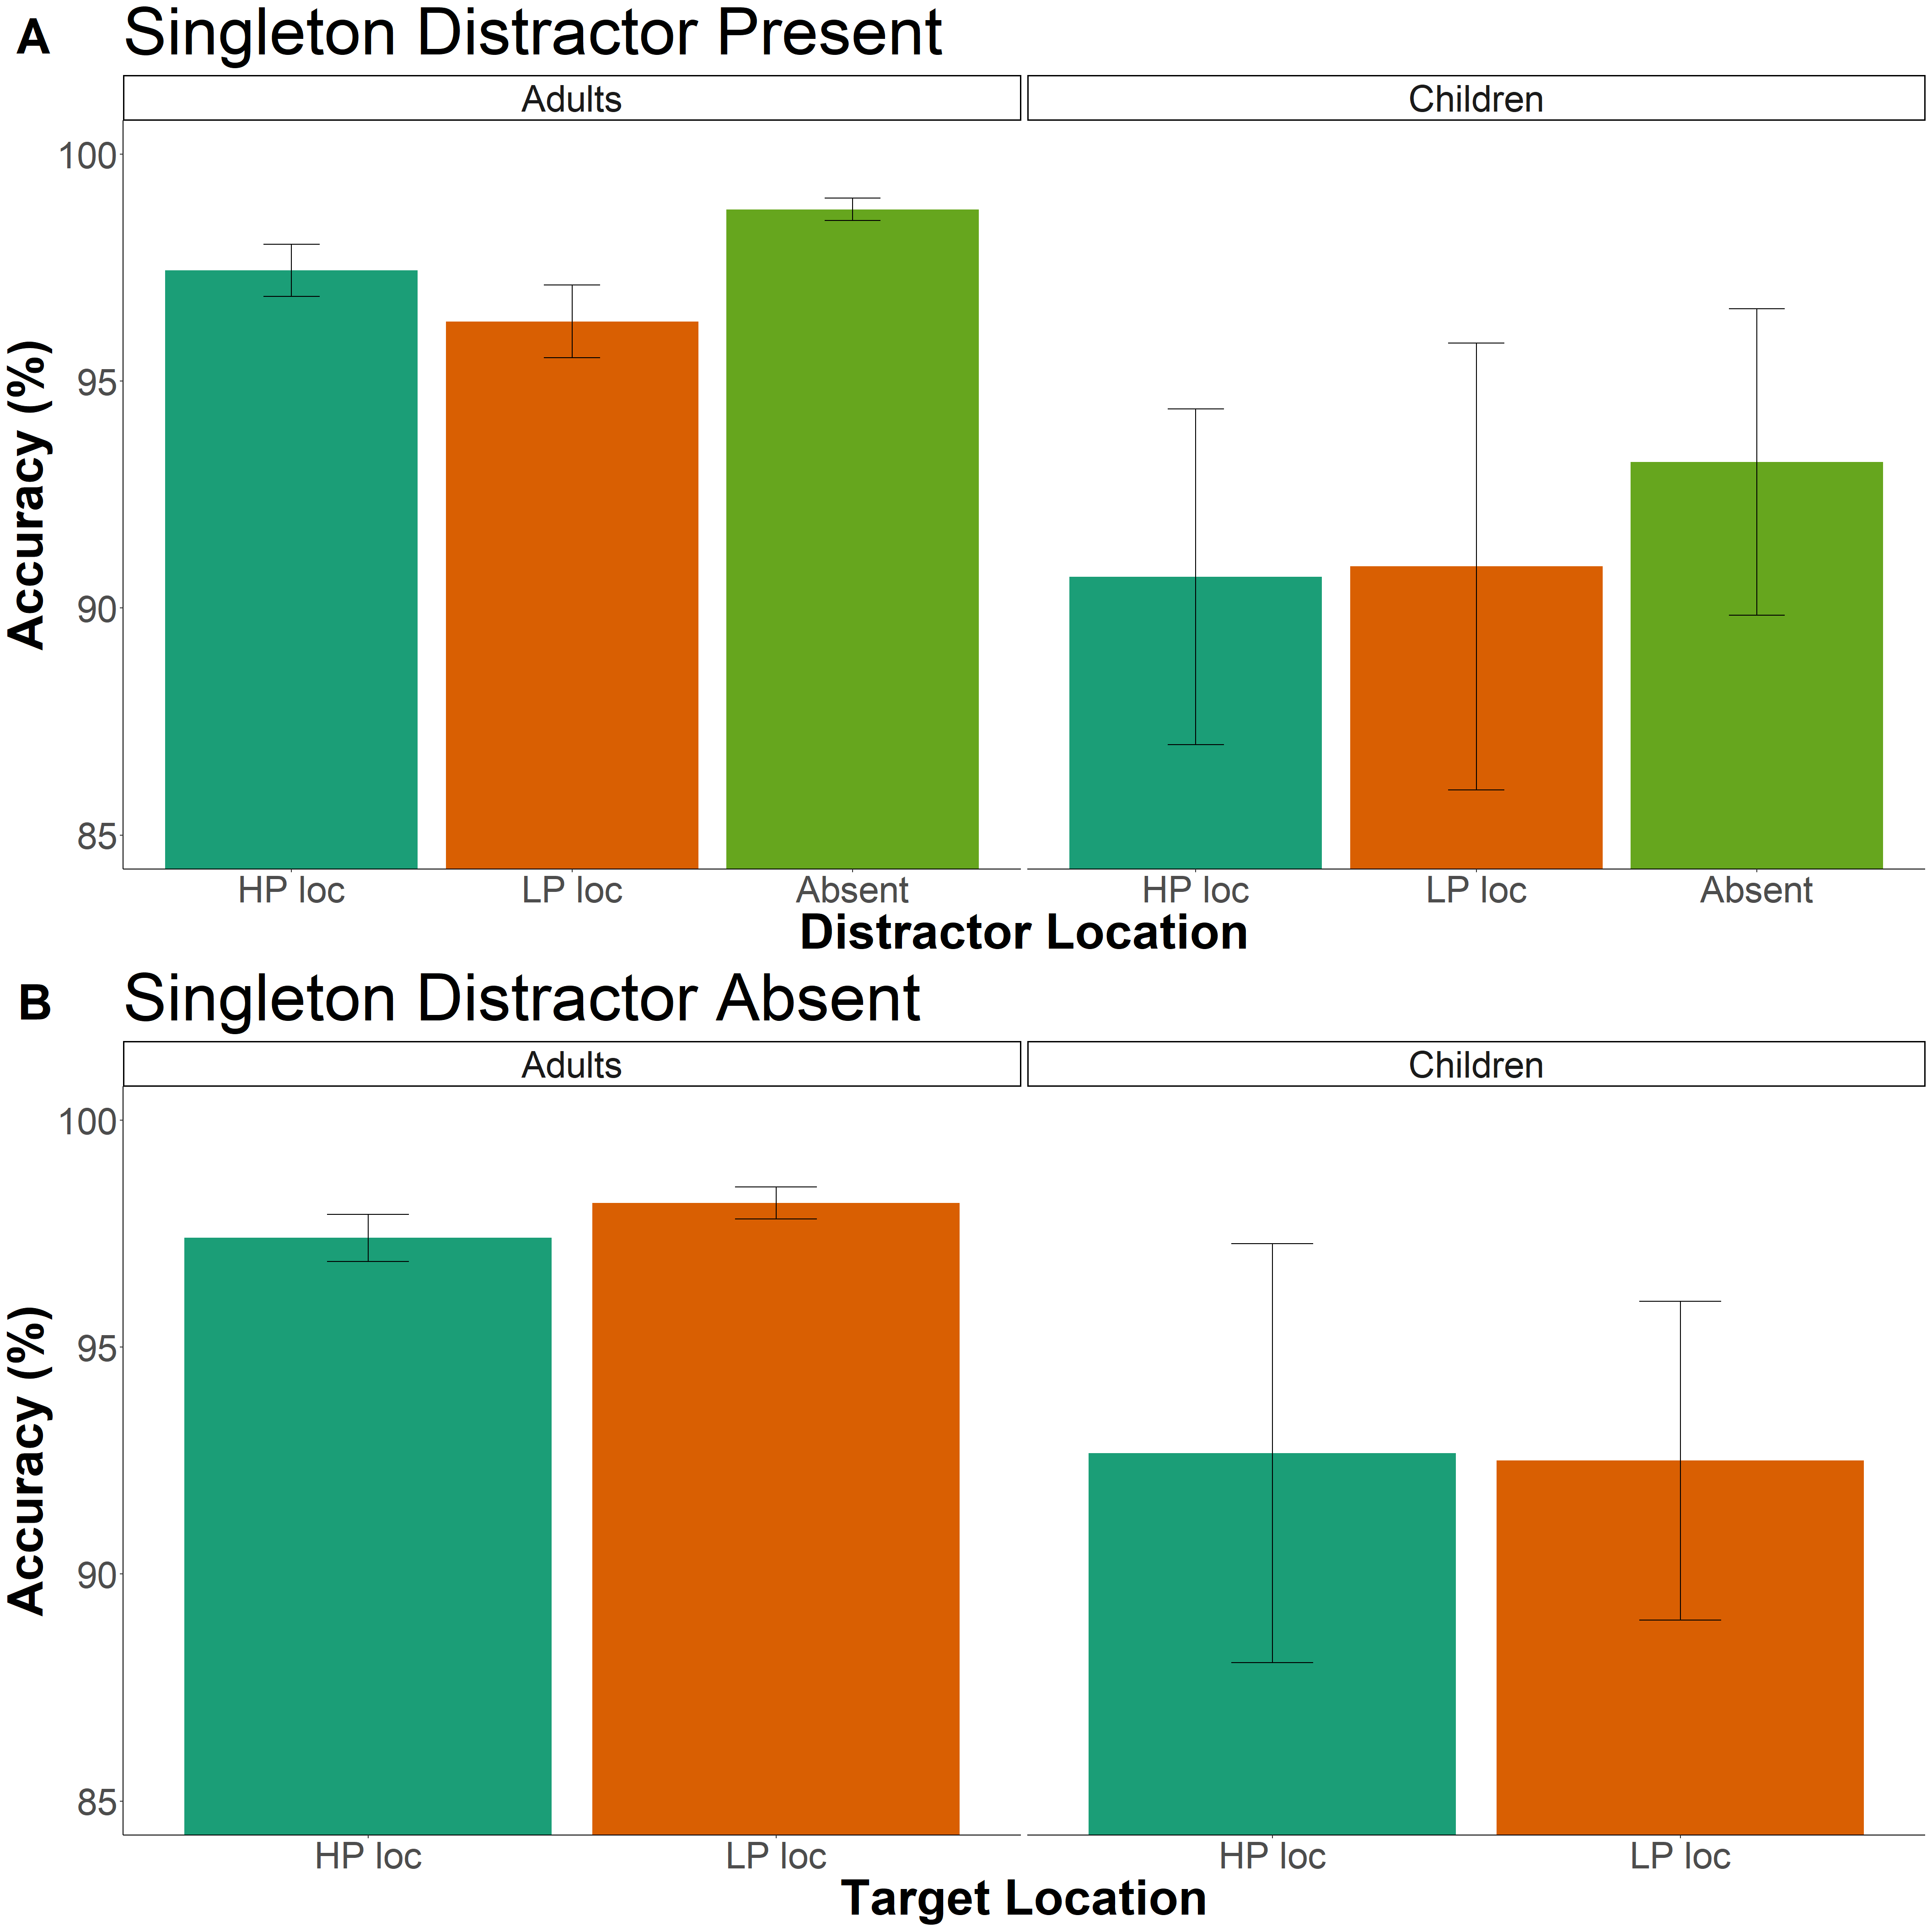 A Singleton Distractor Present
Adults Children
100
95
90
85
Accuracy (%)
HP loc LP loc Absent HP loc LP loc Absent
Distractor Location
B Singleton Distractor Absent
Adults Children
100
95
90
85
Accuracy (%)
HP loc LP loc HP loc LP loc
Target Location